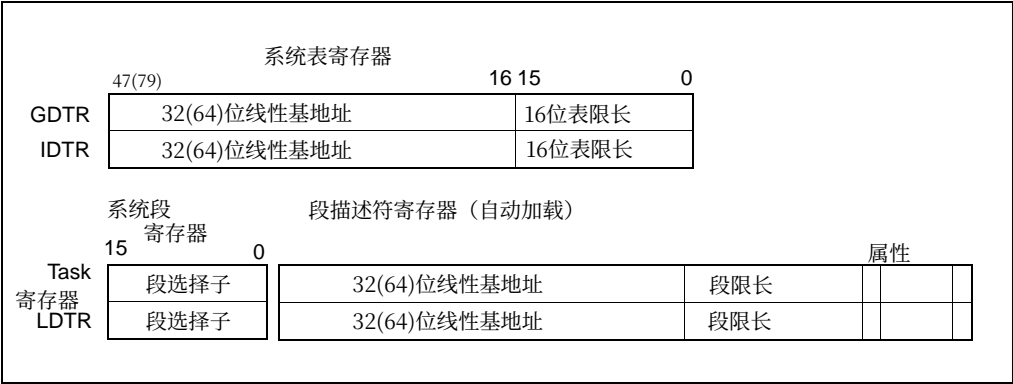 系统表寄存器
47(79) 16 15 0
GDTR 32(64)位线性基地址 16位表限长
IDTR 32(64)位线性基地址 16位表限长
系统段 段描述符寄存器（自动加载）
寄存器
15 0 属性
Task 段选择子 32(64)位线性基地址 段限长
寄存器
LDTR 段选择子 32(64)位线性基地址 段限长